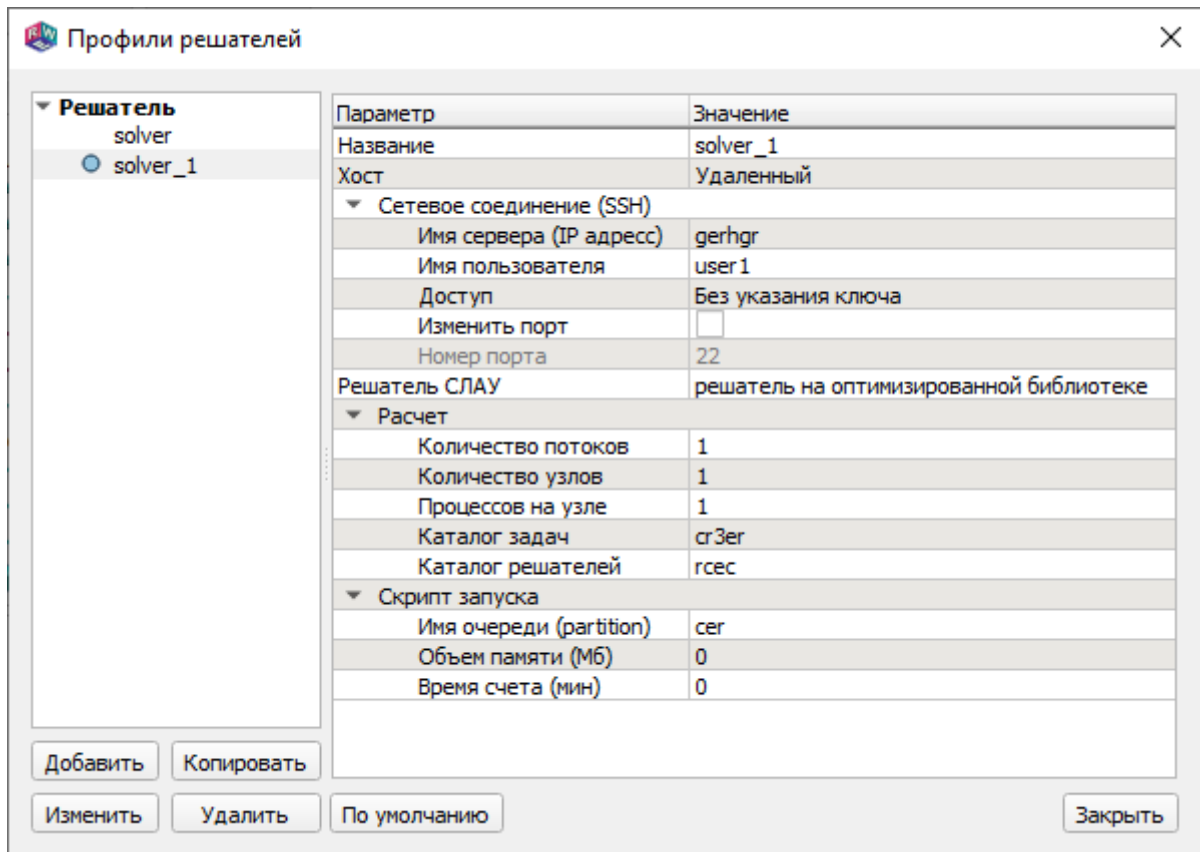 Профили решателей
Решатель
solver
solver_1
Параметр Значение
Название solver_1
Хост Удаленный
Сетевое соединение (SSH)
Имя сервера (IP адресс) gerhgr
Имя пользователя user1
Доступ Без указания ключа
Изменить порт
Номер порта 22
Решатель СЛАУ решатель на оптимизированной библиотеке
Расчет
Количество потоков 1
Количество узлов 1
Процессов на узле 1
Каталог задач cr3er
Каталог решателей rcec
Скрипт запуска
Имя очереди (partition) cer
Объем памяти (Мб) 0
Время счета (мин) 0
Добавить Копировать
Изменить Удалить По умолчанию Закрыть